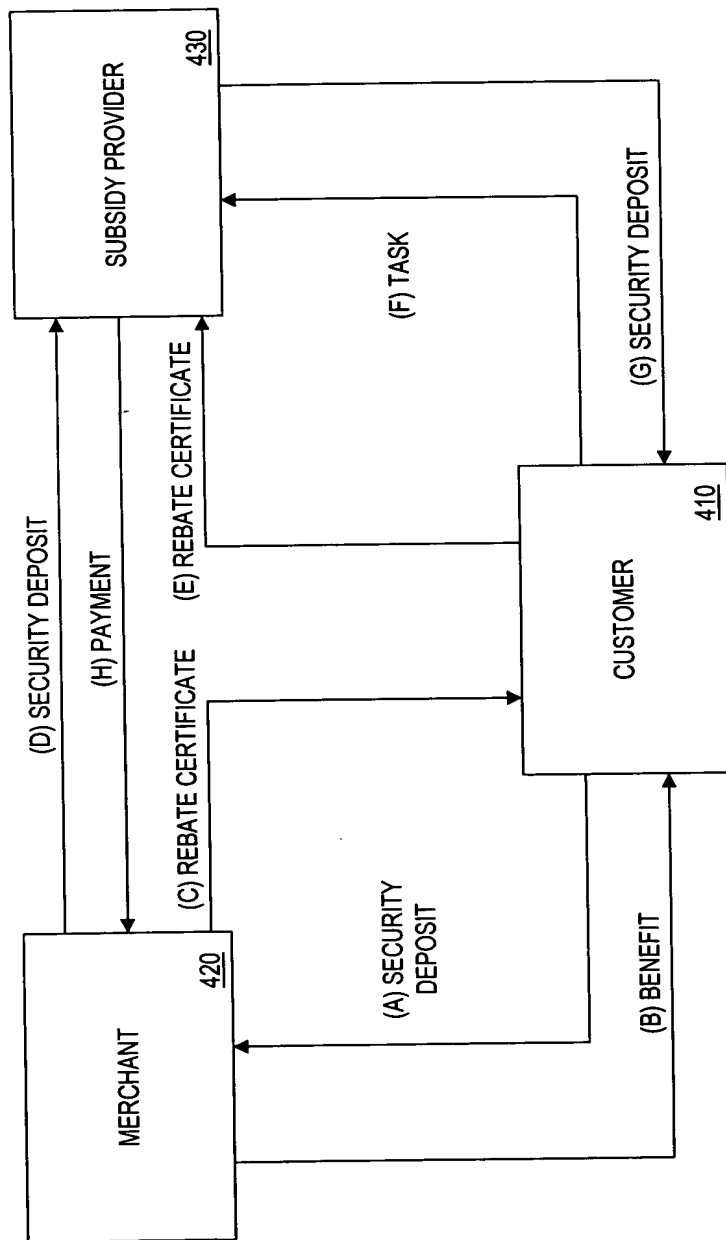 MERCHANT
420
SUBSIDY PROVIDER
430
(D) SECURITY DEPOSIT
(H) PAYMENT
(C) REBATE CERTIFICATE
(E) REBATE CERTIFICATE
(A) SECURITY
DEPOSIT
(F) TASK
(B) BENEFIT
(G) SECURITY DEPOSIT
CUSTOMER
410